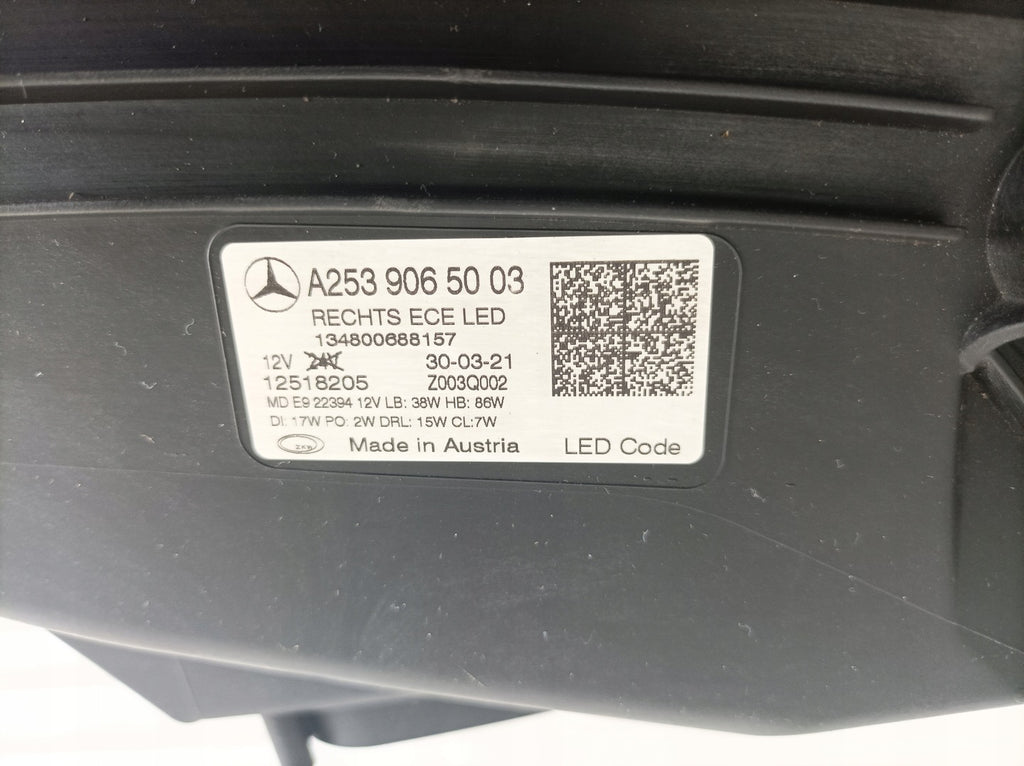 A253 906 50 03
RECHTS ECE LED
134800688157
12V 24V 30-03-21
12518205 Z003Q002
MD E9 22394 12V LB: 38W HB: 86W
DI: 17W PO: 2W DRL: 15W CL:7W
ZKB Made in Austria LED Code